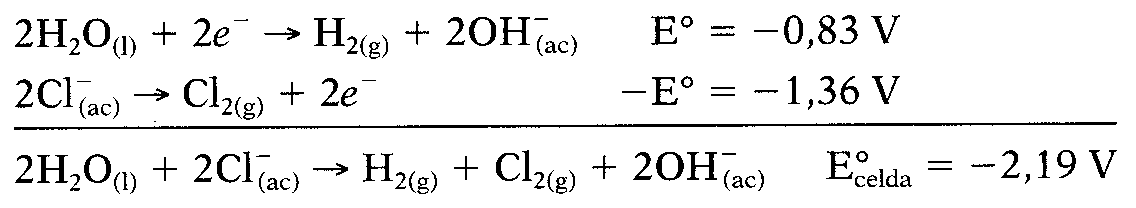 2H₂O₍ₗ₎ + 2e⁻ → H₂₍g₎ + 2OH⁻(ac) E° = −0,83 V
2Cl⁻(ac) → Cl₂₍g₎ + 2e⁻ −E° = −1,36 V
2H₂O₍ₗ₎ + 2Cl⁻(ac) → H₂₍g₎ + Cl₂₍g₎ + 2OH⁻(ac) E°celda = −2,19 V